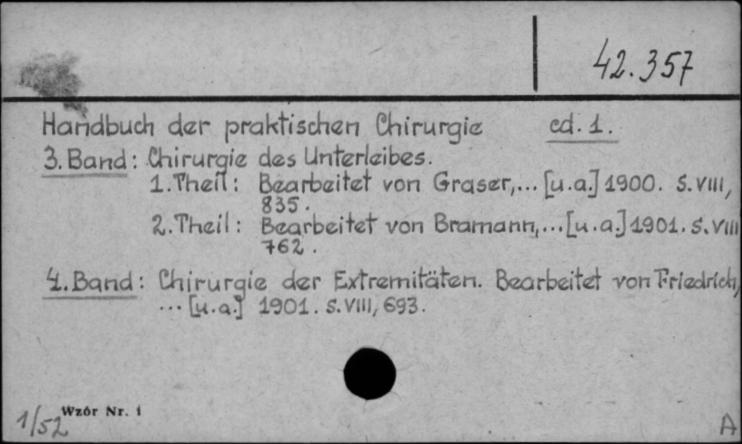 42.357
Handbuch der praktischen Chirurgie ed. 1.
3. Band: Chirurgie des Unterleibes.
1. Theil: Bearbeitet von Graser,... [u.a.] 1900. S. VIII,
835.
2. Theil: Bearbeitet von Bramann,...[u.a.] 1901. S. VIII
762.
4. Band: Chirurgie der Extremitäten. Bearbeitet von Friedrich,
... [u.a.] 1901. S. VIII, 693.
Wzór Nr. 1
1/52
A